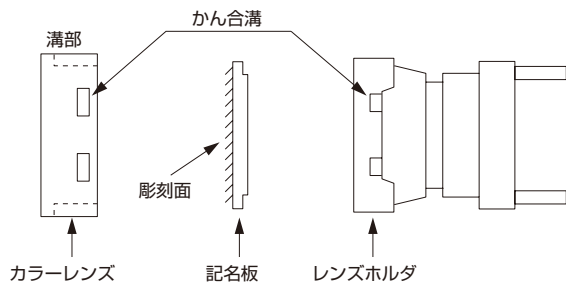 かん合溝
溝部
彫刻面
カラーレンズ
記名板
レンズホルダ